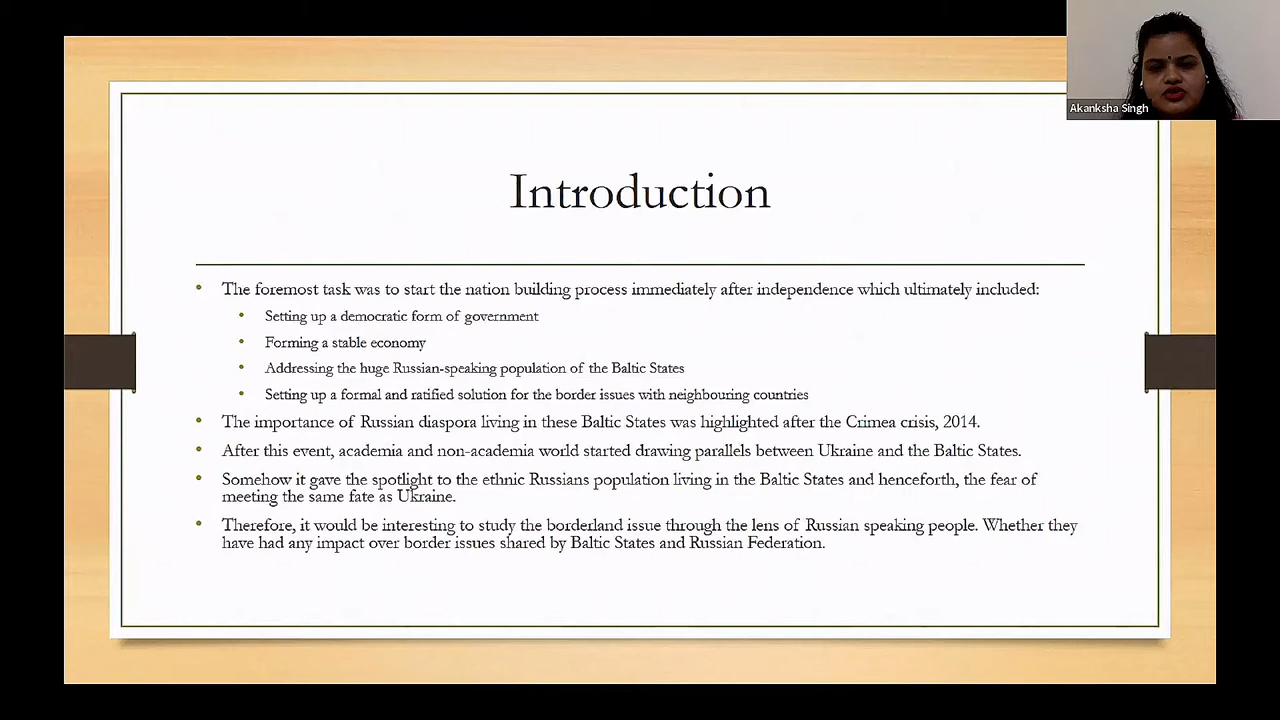 Akanksha Singh
Introduction
• The foremost task was to start the nation building process immediately after independence which ultimately included:
• Setting up a democratic form of government
• Forming a stable economy
• Addressing the huge Russian-speaking population of the Baltic States
• Setting up a formal and ratified solution for the border issues with neighbouring countries
• The importance of Russian diaspora living in these Baltic States was highlighted after the Crimea crisis, 2014.
• After this event, academia and non-academia world started drawing parallels between Ukraine and the Baltic States.
• Somehow it gave the spotlight to the ethnic Russians population living in the Baltic States and henceforth, the fear of
meeting the same fate as Ukraine.
• Therefore, it would be interesting to study the borderland issue through the lens of Russian speaking people. Whether they
have had any impact over border issues shared by Baltic States and Russian Federation.